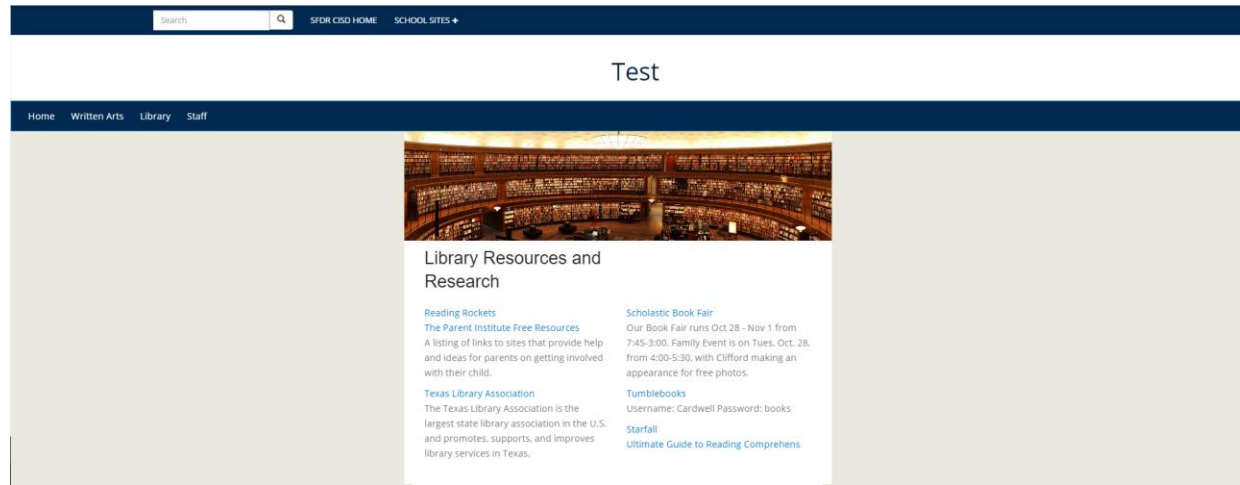 Search
SFDR CISD HOME
SCHOOL SITES +
Test
Home
Written Arts
Library
Staff
Library Resources and
Research
Reading Rockets
The Parent Institute Free Resources
A listing of links to sites that provide help
and ideas for parents on getting involved
with their child.
Texas Library Association
The Texas Library Association is the
largest state library association in the U.S.
and promotes, supports, and improves
library services in Texas.
Scholastic Book Fair
Our Book Fair runs Oct 28 - Nov 1 from
7:45-3:00. Family Event is on Tues, Oct. 28,
from 4:00-5:30, with Clifford making an
appearance for free photos.
Tumblebooks
Username: Cardwell Password: books
Starfall
Ultimate Guide to Reading Comprehens